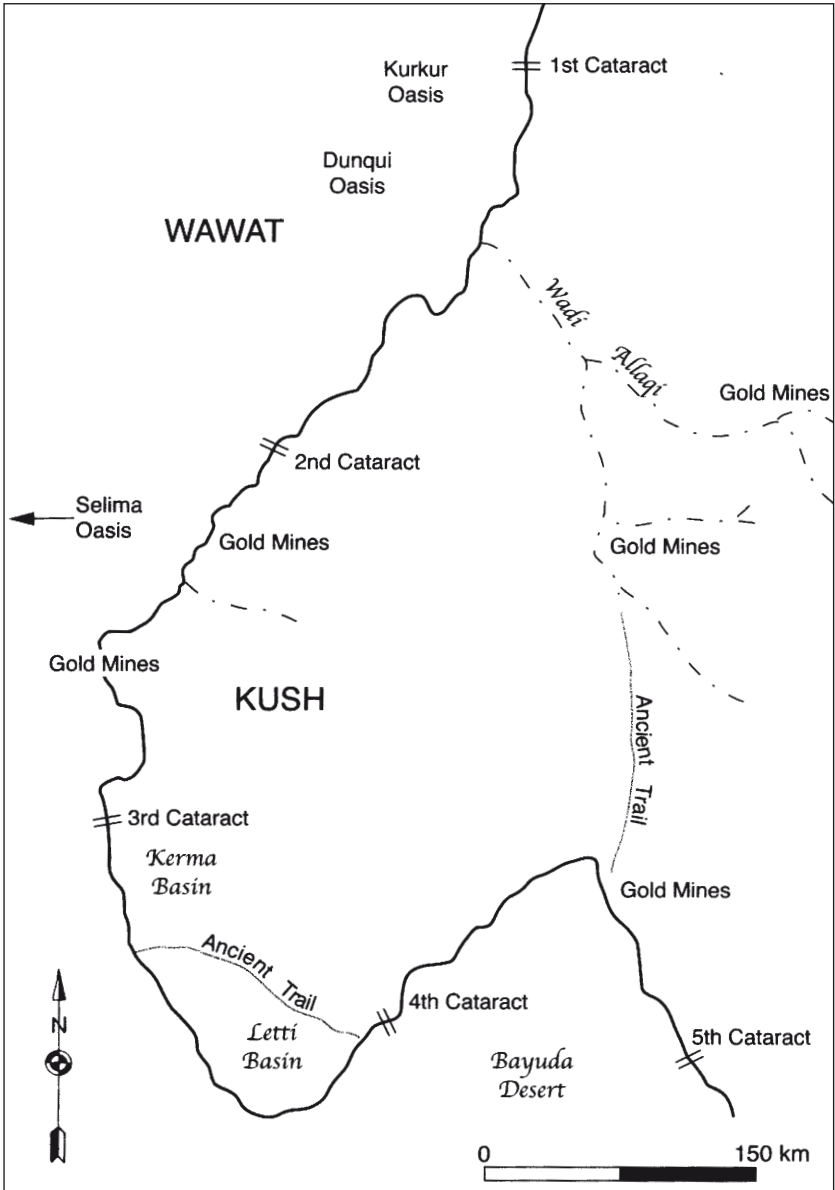 Kurkur
Oasis
1st Cataract
Dunqui
Oasis
WAWAT
Wadi
Allaqi
Gold Mines
2nd Cataract
Selima
Oasis
Gold Mines
Gold Mines
Gold Mines
KUSH
Ancient Trail
3rd Cataract
Kerma
Basin
Gold Mines
Ancient Trail
4th Cataract
N
Letti
Basin
5th Cataract
Bayuda
Desert
0 150 km